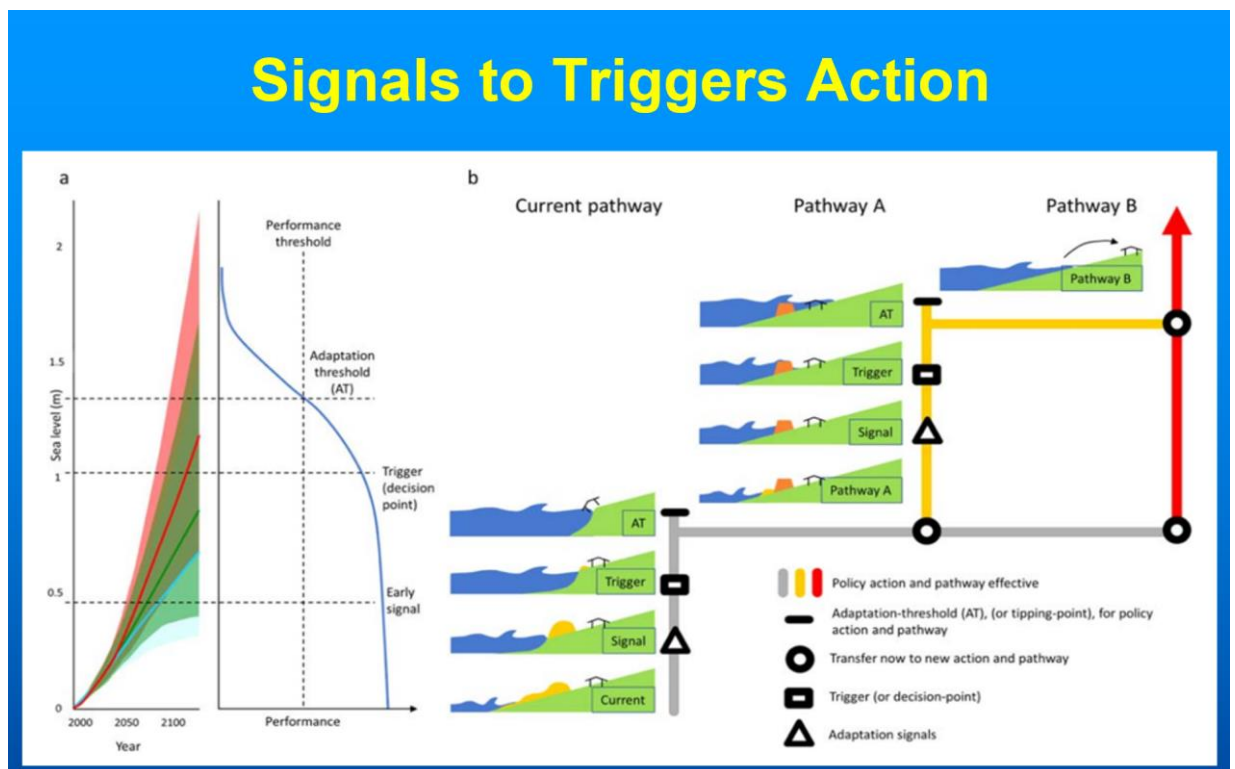 Signals to Triggers Action
a
Sea level (m)
2
1.5
1
0.5
0
2000 2050 2100
Year
Performance
threshold
Adaptation
threshold
(AT)
Trigger
(decision
point)
Early
signal
Performance
b
Current pathway
Pathway A
Pathway B
AT
Trigger
Signal
Current
AT
Trigger
Signal
Pathway A
Pathway B
Policy action and pathway effective
Adaptation-threshold (AT), (or tipping-point), for policy
action and pathway
Transfer now to new action and pathway
Trigger (or decision-point)
Adaptation signals